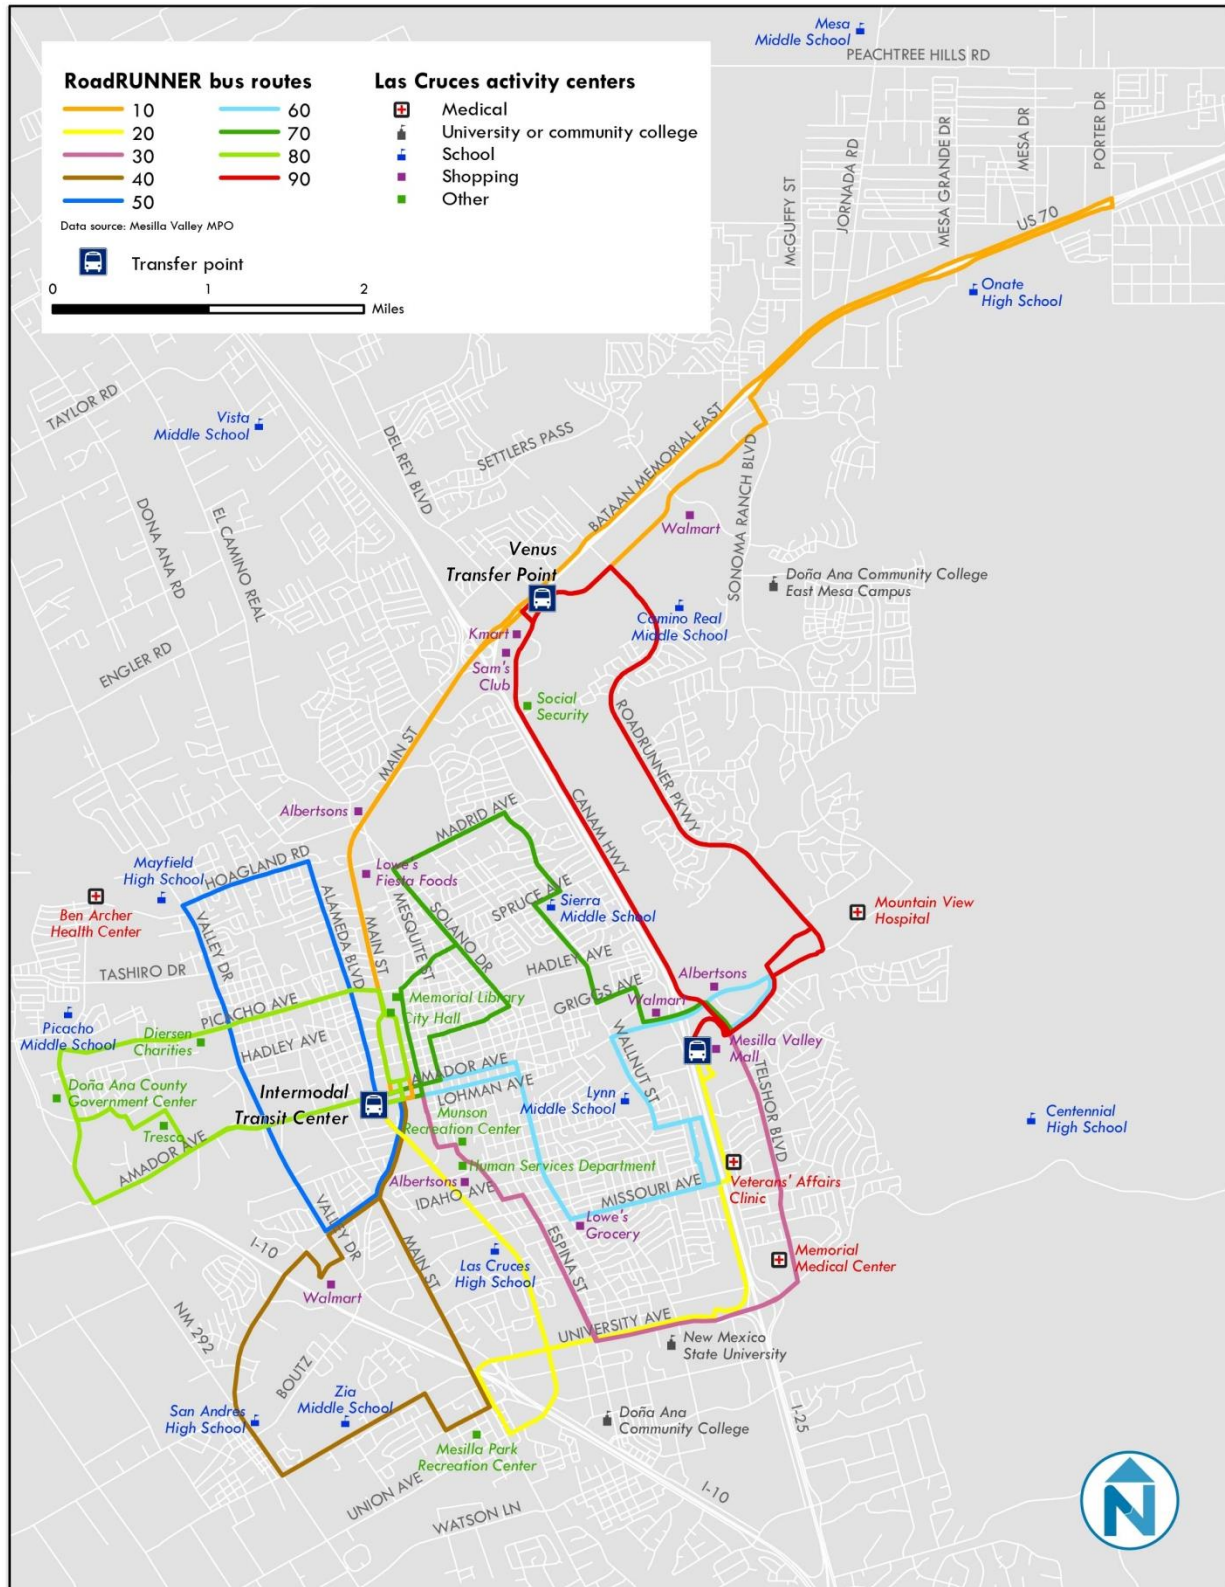 RoadRUNNER bus routes
10
20
30
40
50
60
70
80
90
Data source: Mesilla Valley MPO
Transfer point
0 1 2
Miles
Las Cruces activity centers
Medical
University or community college
School
Shopping
Other
Mesa
Middle School
PEACHTREE HILLS RD
PORTER DR
MESA DR
MESA GRANDE DR
JORNADA RD
McGUFFY ST
US 70
Onate
High School
TAYLOR RD
Vista
Middle School
DEL REY BLVD
SETTLERS PASS
BATAAN MEMORIAL EAST
SONOMA RANCH BLVD
DONA ANA RD
EL CAMINO REAL
Walmart
Venus
Transfer Point
Doña Ana Community College
East Mesa Campus
Camino Real
Middle School
Kmart
Sam's
Club
ENGLER RD
Social
Security
ROADRUNNER PKWY
MAIN ST
CANAM HWY
Albertsons
MADRID AVE
Mayfield
High School
HOAGLAND RD
Lowe's
Fiesta Foods
Ben Archer
Health Center
VALLEY DR
ALAMEDA BLVD
MAIN ST
MESQUITE ST
SOLANO DR
SPRUCE AVE
Sierra
Middle School
Mountain View
Hospital
TASHIRO DR
HADLEY AVE
GRIGGS AVE
Albertsons
PICACHO AVE
Memorial Library
City Hall
Walmart
Picacho
Middle School
Diersen
Charities
HADLEY AVE
WALLNUT ST
Mesilla Valley
Mall
AMADOR AVE
LOHMAN AVE
TELSHOR BLVD
Doña Ana County
Government Center
Intermodal
Transit Center
Lynn
Middle School
Munson
Recreation Center
Centennial
High School
Tresco
AMADOR AVE
Human Services Department
Albertsons
IDAHO AVE
MISSOURI AVE
Veterans' Affairs
Clinic
VALLEY DR
ESPINA ST
Lowe's
Grocery
I-10
MAIN ST
Las Cruces
High School
Memorial
Medical Center
Walmart
NM 292
UNIVERSITY AVE
New Mexico
State University
BOUTZ
Zia
Middle School
San Andres
High School
Doña Ana
Community College
I-25
Mesilla Park
Recreation Center
UNION AVE
I-10
WATSON LN
N